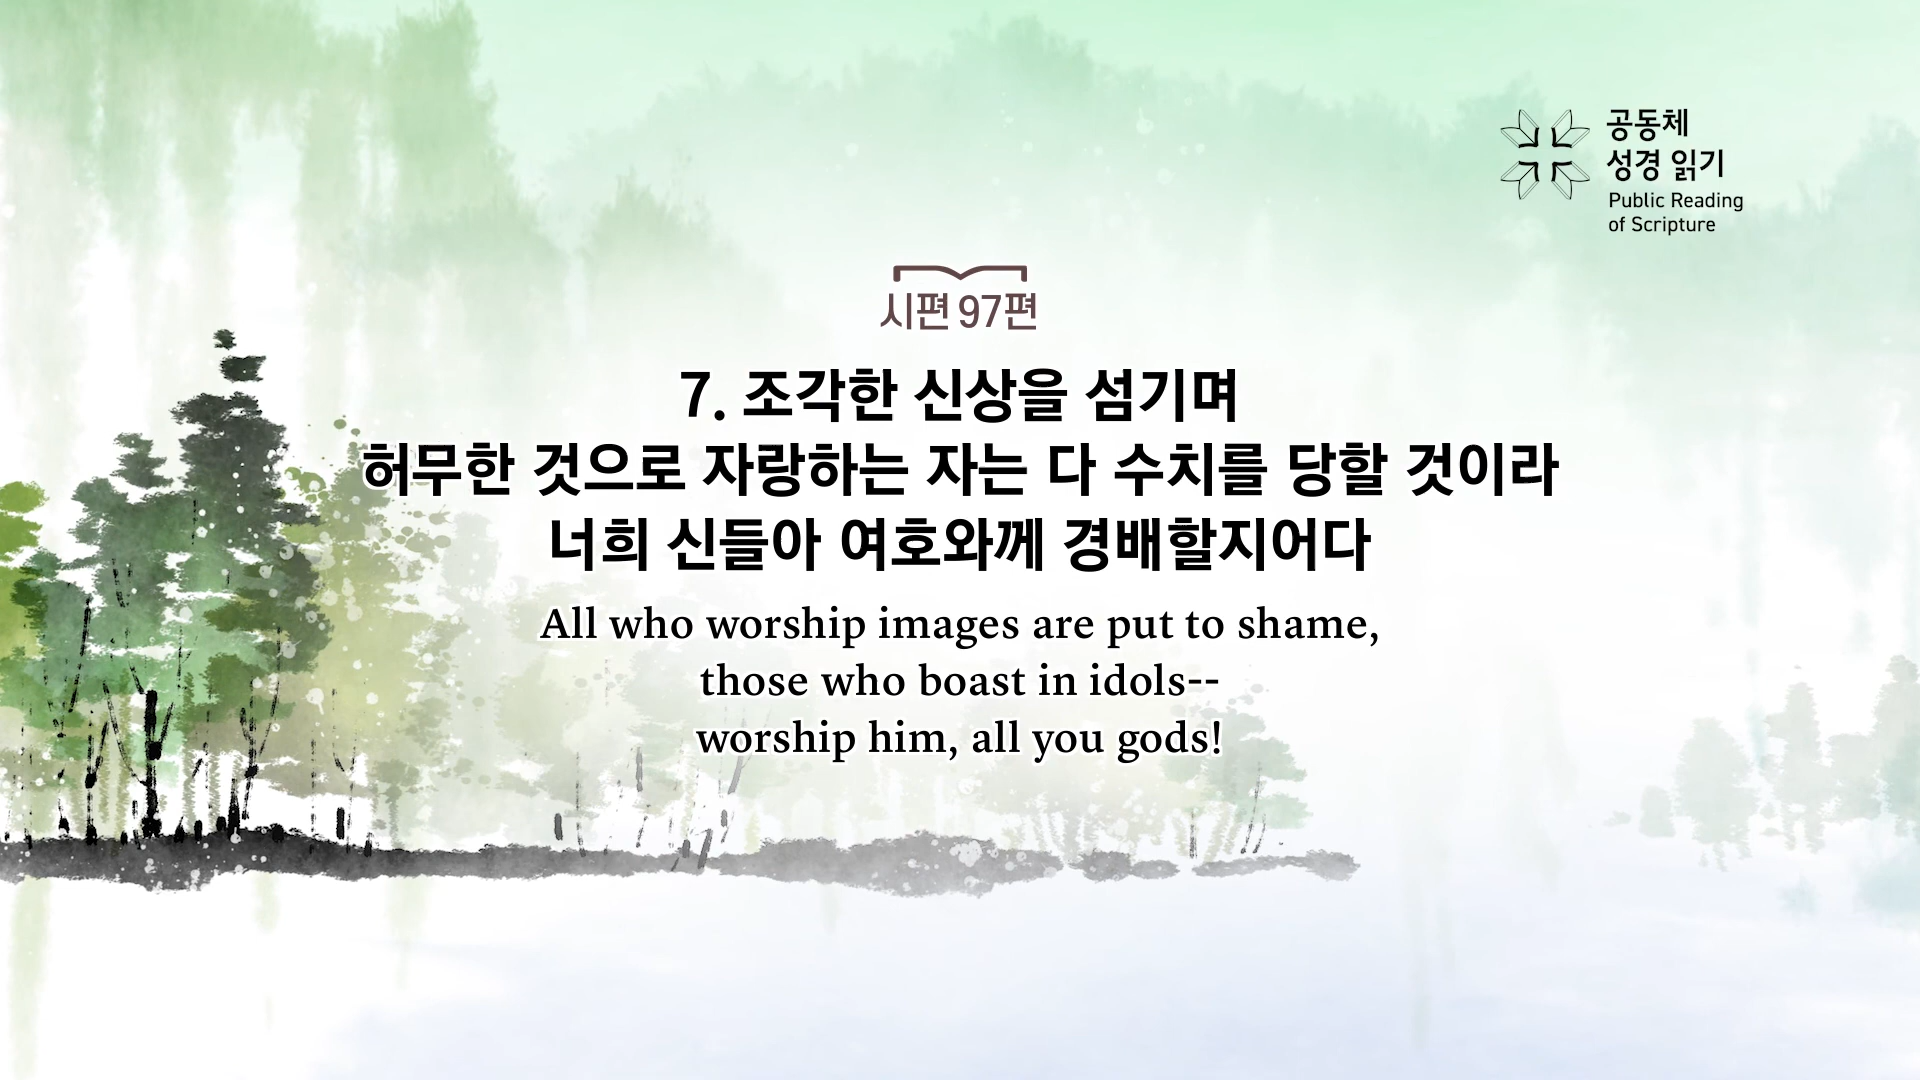 공동체
성경 읽기
Public Reading
of Scripture
시편 97편
7. 조각한 신상을 섬기며
허무한 것으로 자랑하는 자는 다 수치를 당할 것이라
너희 신들아 여호와께 경배할지어다
All who worship images are put to shame,
those who boast in idols--
worship him, all you gods!